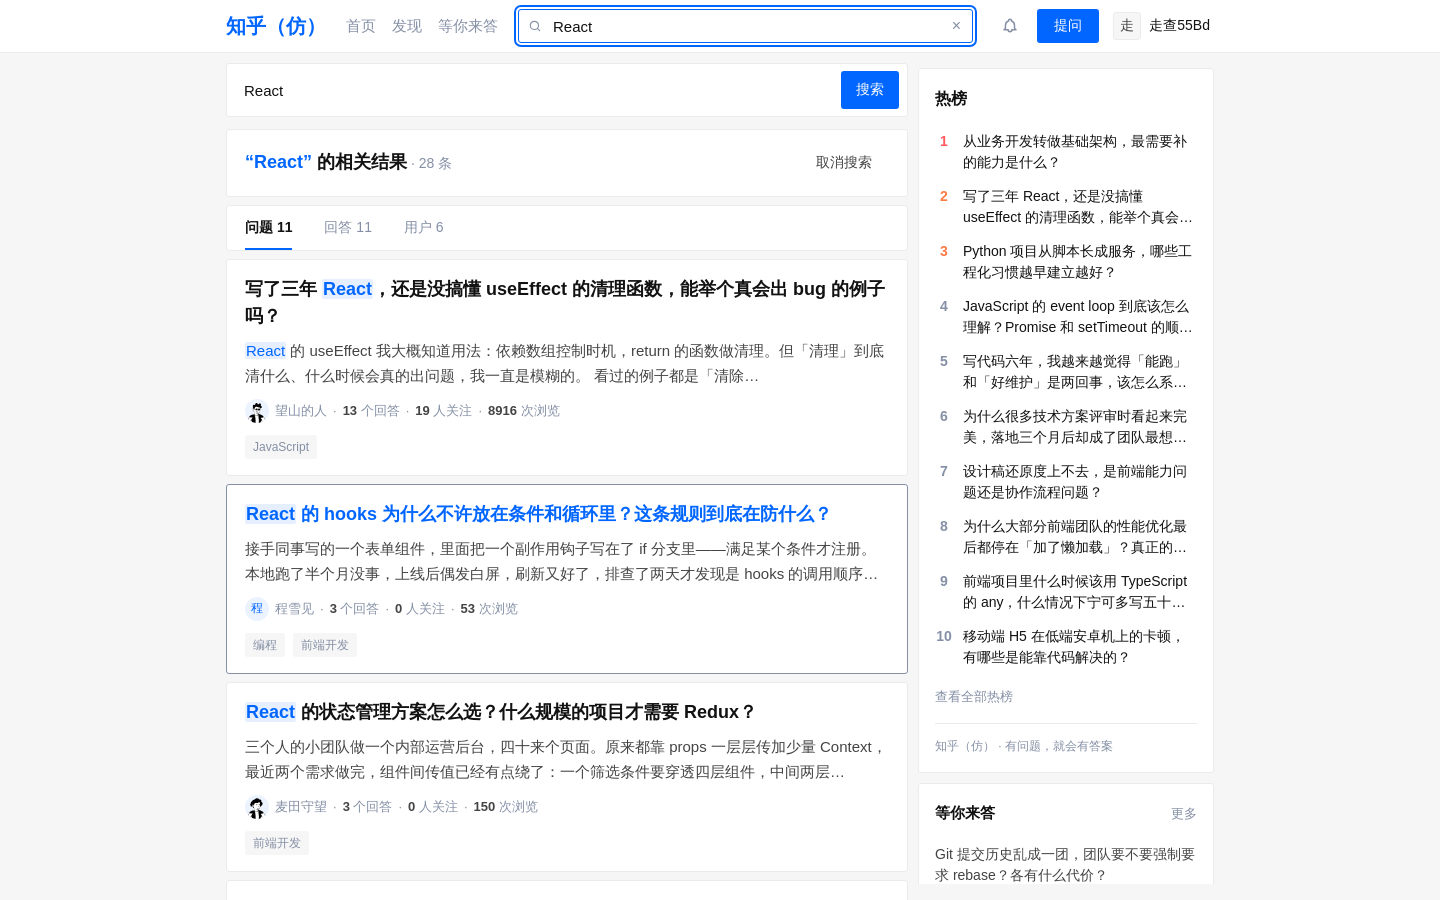 知乎（仿） 首页 发现 等你来答 React × 提问 走 走查55Bd
React 搜索
“React” 的相关结果 · 28 条 取消搜索
问题 11 回答 11 用户 6
写了三年 React，还是没搞懂 useEffect 的清理函数，能举个真会出 bug 的例子
吗？
React 的 useEffect 我大概知道用法：依赖数组控制时机，return 的函数做清理。但「清理」到底
清什么、什么时候会真的出问题，我一直是模糊的。 看过的例子都是「清除…
望山的人 · 13 个回答 · 19 人关注 · 8916 次浏览
JavaScript
React 的 hooks 为什么不许放在条件和循环里？这条规则到底在防什么？
接手同事写的一个表单组件，里面把一个副作用钩子写在了 if 分支里——满足某个条件才注册。
本地跑了半个月没事，上线后偶发白屏，刷新又好了，排查了两天才发现是 hooks 的调用顺序…
程 程雪见 · 3 个回答 · 0 人关注 · 53 次浏览
编程 前端开发
React 的状态管理方案怎么选？什么规模的项目才需要 Redux？
三个人的小团队做一个内部运营后台，四十来个页面。原来都靠 props 一层层传加少量 Context，
最近两个需求做完，组件间传值已经有点绕了：一个筛选条件要穿透四层组件，中间两层…
麦田守望 · 3 个回答 · 0 人关注 · 150 次浏览
前端开发
热榜
1 从业务开发转做基础架构，最需要补
的能力是什么？
2 写了三年 React，还是没搞懂
useEffect 的清理函数，能举个真会…
3 Python 项目从脚本长成服务，哪些工
程化习惯越早建立越好？
4 JavaScript 的 event loop 到底该怎么
理解？Promise 和 setTimeout 的顺…
5 写代码六年，我越来越觉得「能跑」
和「好维护」是两回事，该怎么系…
6 为什么很多技术方案评审时看起来完
美，落地三个月后却成了团队最想…
7 设计稿还原度上不去，是前端能力问
题还是协作流程问题？
8 为什么大部分前端团队的性能优化最
后都停在「加了懒加载」？真正的…
9 前端项目里什么时候该用 TypeScript
的 any，什么情况下宁可多写五十…
10 移动端 H5 在低端安卓机上的卡顿，
有哪些是能靠代码解决的？
查看全部热榜
知乎（仿） · 有问题，就会有答案
等你来答 更多
Git 提交历史乱成一团，团队要不要强制要
求 rebase？各有什么代价？